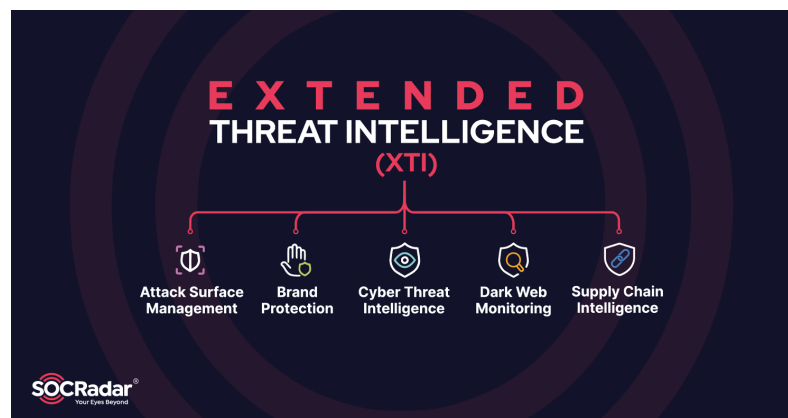 EXTENDED
THREAT INTELLIGENCE
(XTI)
Attack Surface
Management
Brand
Protection
Cyber Threat
Intelligence
Dark Web
Monitoring
Supply Chain
Intelligence
SOCRadar®
Your Eyes Beyond